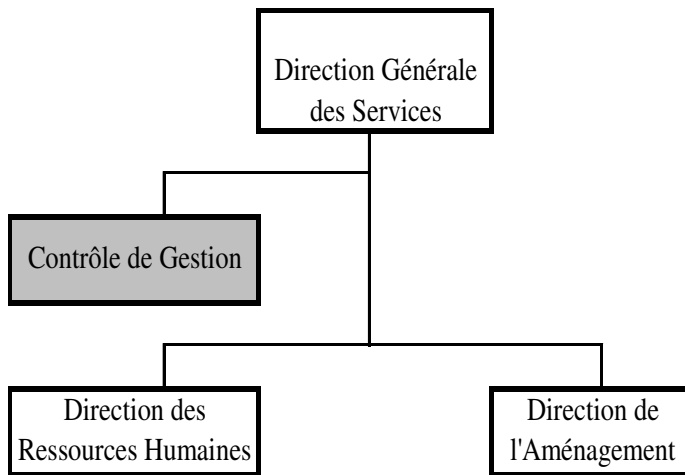 Direction Générale
des Services
Contrôle de Gestion
Direction des
Ressources Humaines
Direction de
l'Aménagement